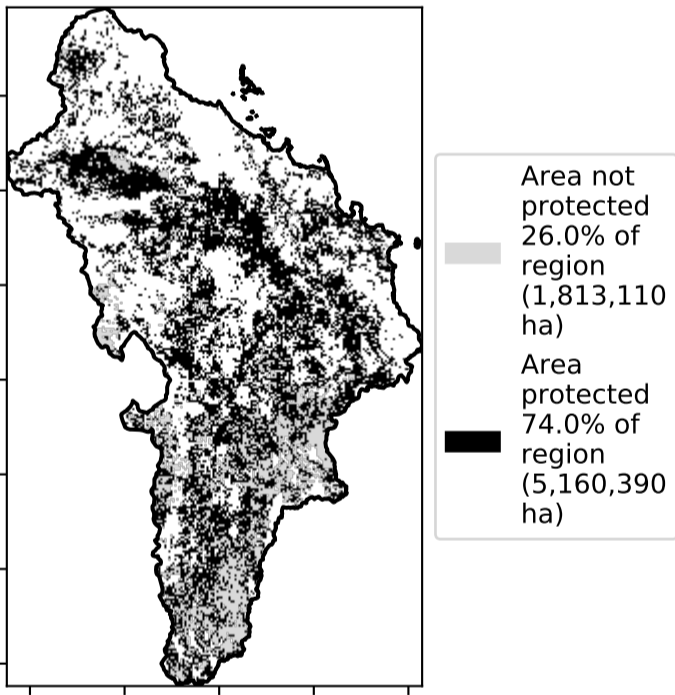 Area not
protected
26.0% of
region
(1,813,110
ha)
Area
protected
74.0% of
region
(5,160,390
ha)